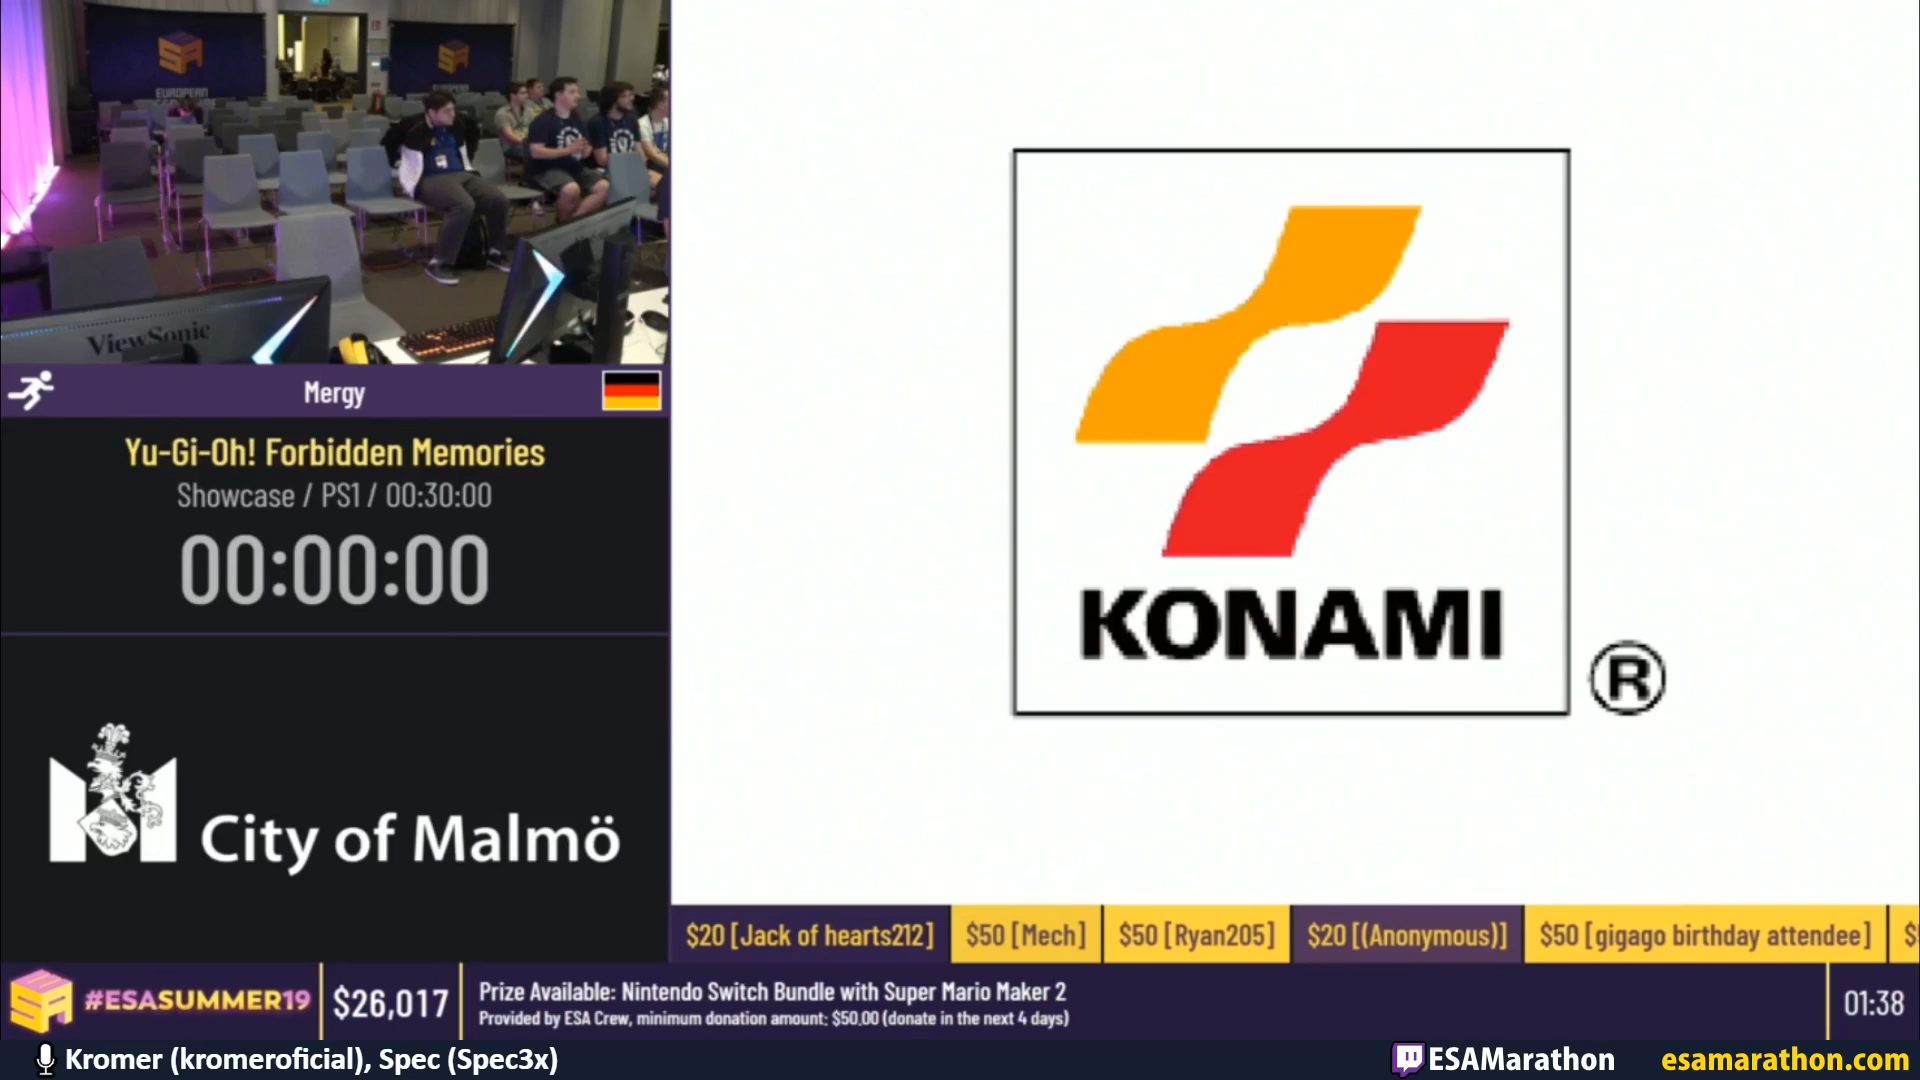 EUROPEAN
ViewSonic
Mergy
Yu-Gi-Oh! Forbidden Memories
Showcase / PS1 / 00:30:00
00:00:00
City of Malmö
KONAMI
®
$20 [Jack of hearts212] $50 [Mech] $50 [Ryan205] $20 [(Anonymous)] $50 [gigago birthday attendee] $
#ESASUMMER19 $26,017
Prize Available: Nintendo Switch Bundle with Super Mario Maker 2
Provided by ESA Crew, minimum donation amount: $50.00 (donate in the next 4 days)
01:38
Kromer (kromeroficial), Spec (Spec3x)
ESAMarathon esamarathon.com